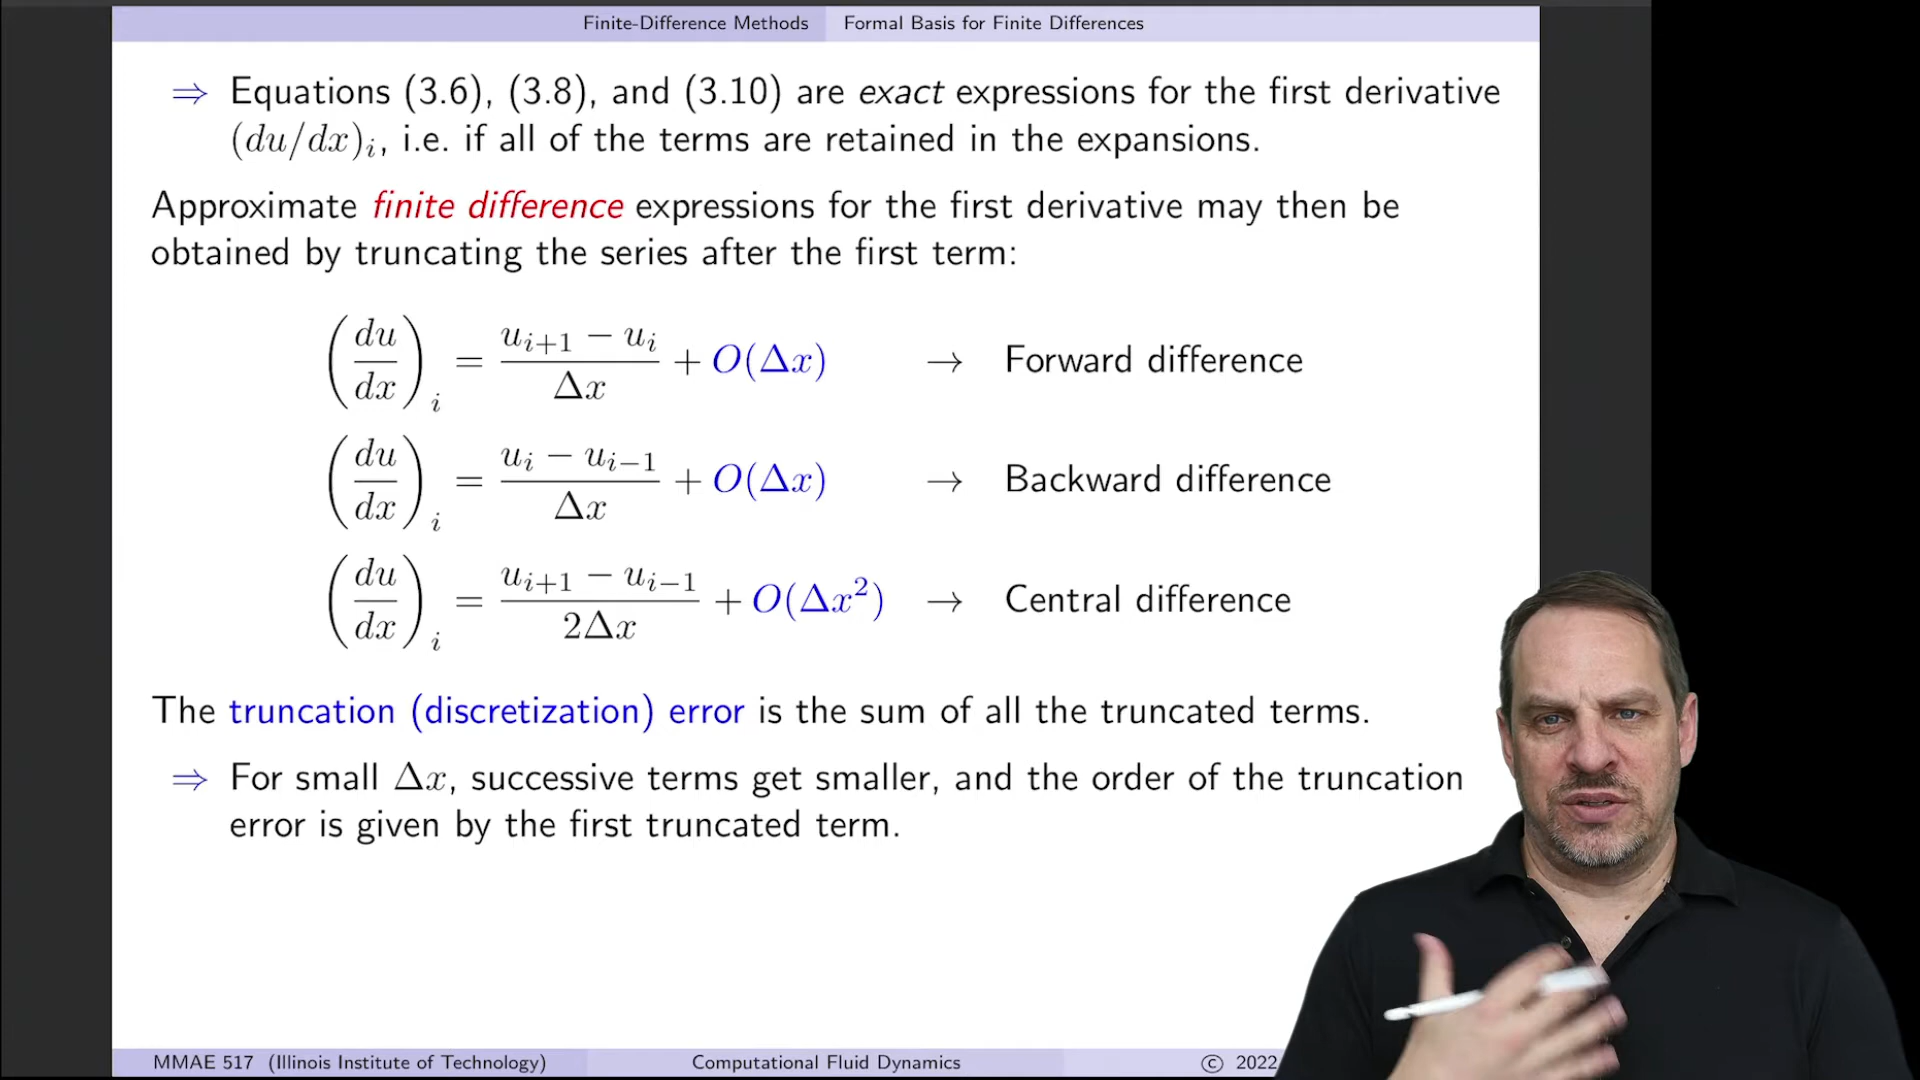 Finite-Difference Methods Formal Basis for Finite Differences
⇒ Equations (3.6), (3.8), and (3.10) are exact expressions for the first derivative
(du/dx)ᵢ, i.e. if all of the terms are retained in the expansions.
Approximate finite difference expressions for the first derivative may then be
obtained by truncating the series after the first term:
(du/dx)ᵢ = (uᵢ₊₁ − uᵢ)/Δx + O(Δx) → Forward difference
(du/dx)ᵢ = (uᵢ − uᵢ₋₁)/Δx + O(Δx) → Backward difference
(du/dx)ᵢ = (uᵢ₊₁ − uᵢ₋₁)/2Δx + O(Δx²) → Central difference
The truncation (discretization) error is the sum of all the truncated terms.
⇒ For small Δx, successive terms get smaller, and the order of the truncation
error is given by the first truncated term.
MMAE 517 (Illinois Institute of Technology) Computational Fluid Dynamics © 2022